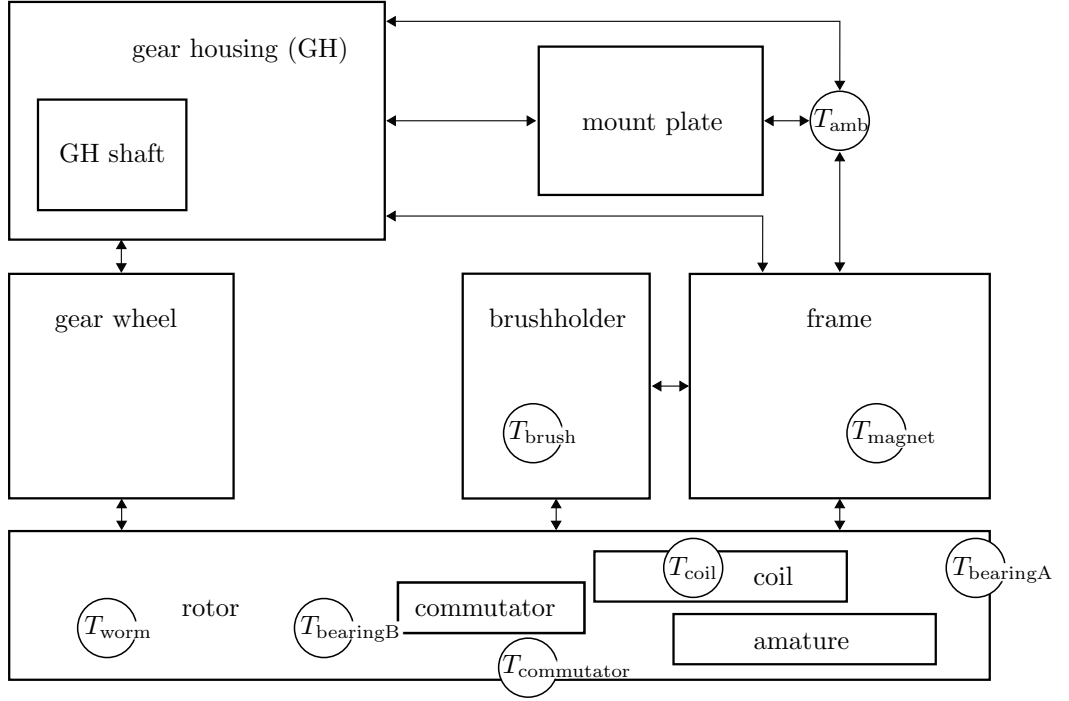 gear housing (GH)
GH shaft
mount plate
T_amb
gear wheel
brushholder
frame
T_brush
T_magnet
rotor
T_worm
T_bearingB
commutator
T_commutator
T_coil
coil
amature
T_bearingA